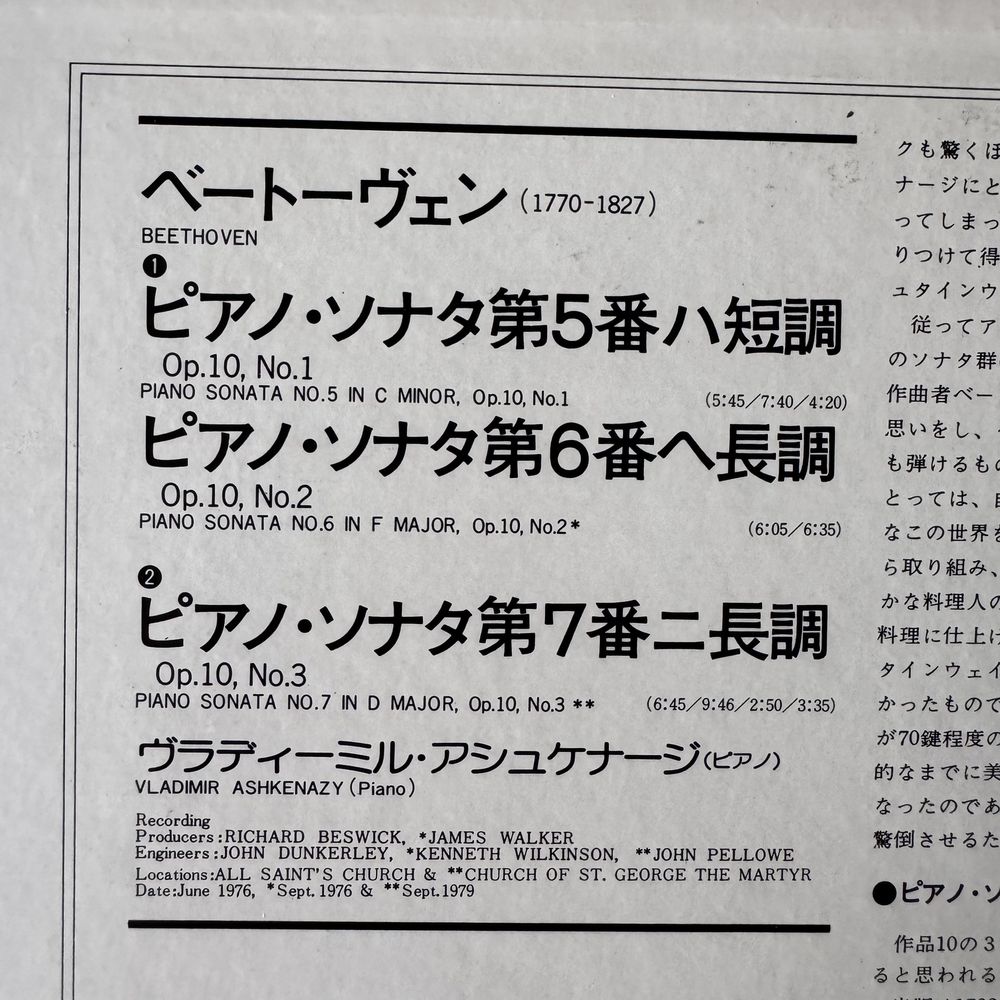 ベートーヴェン(1770-1827)
BEETHOVEN
❶
ピアノ・ソナタ第5番ハ短調
Op.10, No.1
PIANO SONATA NO.5 IN C MINOR, Op.10, No.1 (5:45/7:40/4:20)
ピアノ・ソナタ第6番ヘ長調
Op.10, No.2
PIANO SONATA NO.6 IN F MAJOR, Op.10, No.2* (6:05/6:35)
❷
ピアノ・ソナタ第7番ニ長調
Op.10, No.3
PIANO SONATA NO.7 IN D MAJOR, Op.10, No.3 ** (6:45/9:46/2:50/3:35)
ヴラディーミル・アシュケナージ(ピアノ)
VLADIMIR ASHKENAZY (Piano)
Recording
Producers:RICHARD BESWICK, *JAMES WALKER
Engineers:JOHN DUNKERLEY, *KENNETH WILKINSON, **JOHN PELLOWE
Locations:ALL SAINT'S CHURCH & **CHURCH OF ST. GEORGE THE MARTYR
Date:June 1976, *Sept.1976 & **Sept.1979
クも驚くほ
ナージにと
ってしまっ
りつけて得
ュタインウ
従ってア
のソナタ群
作曲者ベー
思いをし、
も弾けるもの
とっては、
なこの世界を
ら取り組み、
かな料理人の
料理に仕上げ
タインウェイ
かったもので
が70鍵程度の
的なまでに美
なったのであ
驚倒させるた
●ピアノ・ソ
作品10の3
ると思われる